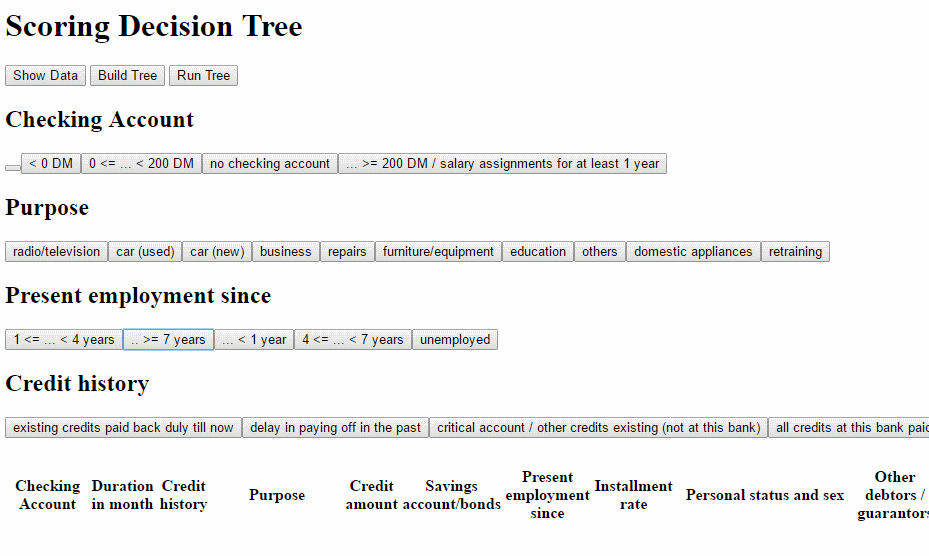 Scoring Decision Tree
Show Data Build Tree Run Tree
Checking Account
< 0 DM 0 <= ... < 200 DM no checking account ... >= 200 DM / salary assignments for at least 1 year
Purpose
radio/television car (used) car (new) business repairs furniture/equipment education others domestic appliances retraining
Present employment since
1 <= ... < 4 years .. >= 7 years ... < 1 year 4 <= ... < 7 years unemployed
Credit history
existing credits paid back duly till now delay in paying off in the past critical account / other credits existing (not at this bank) all credits at this bank paid
Checking Account
Duration in month
Credit history
Purpose
Credit amount
Savings account/bonds
Present employment since
Installment rate
Personal status and sex
Other debtors / guarantors